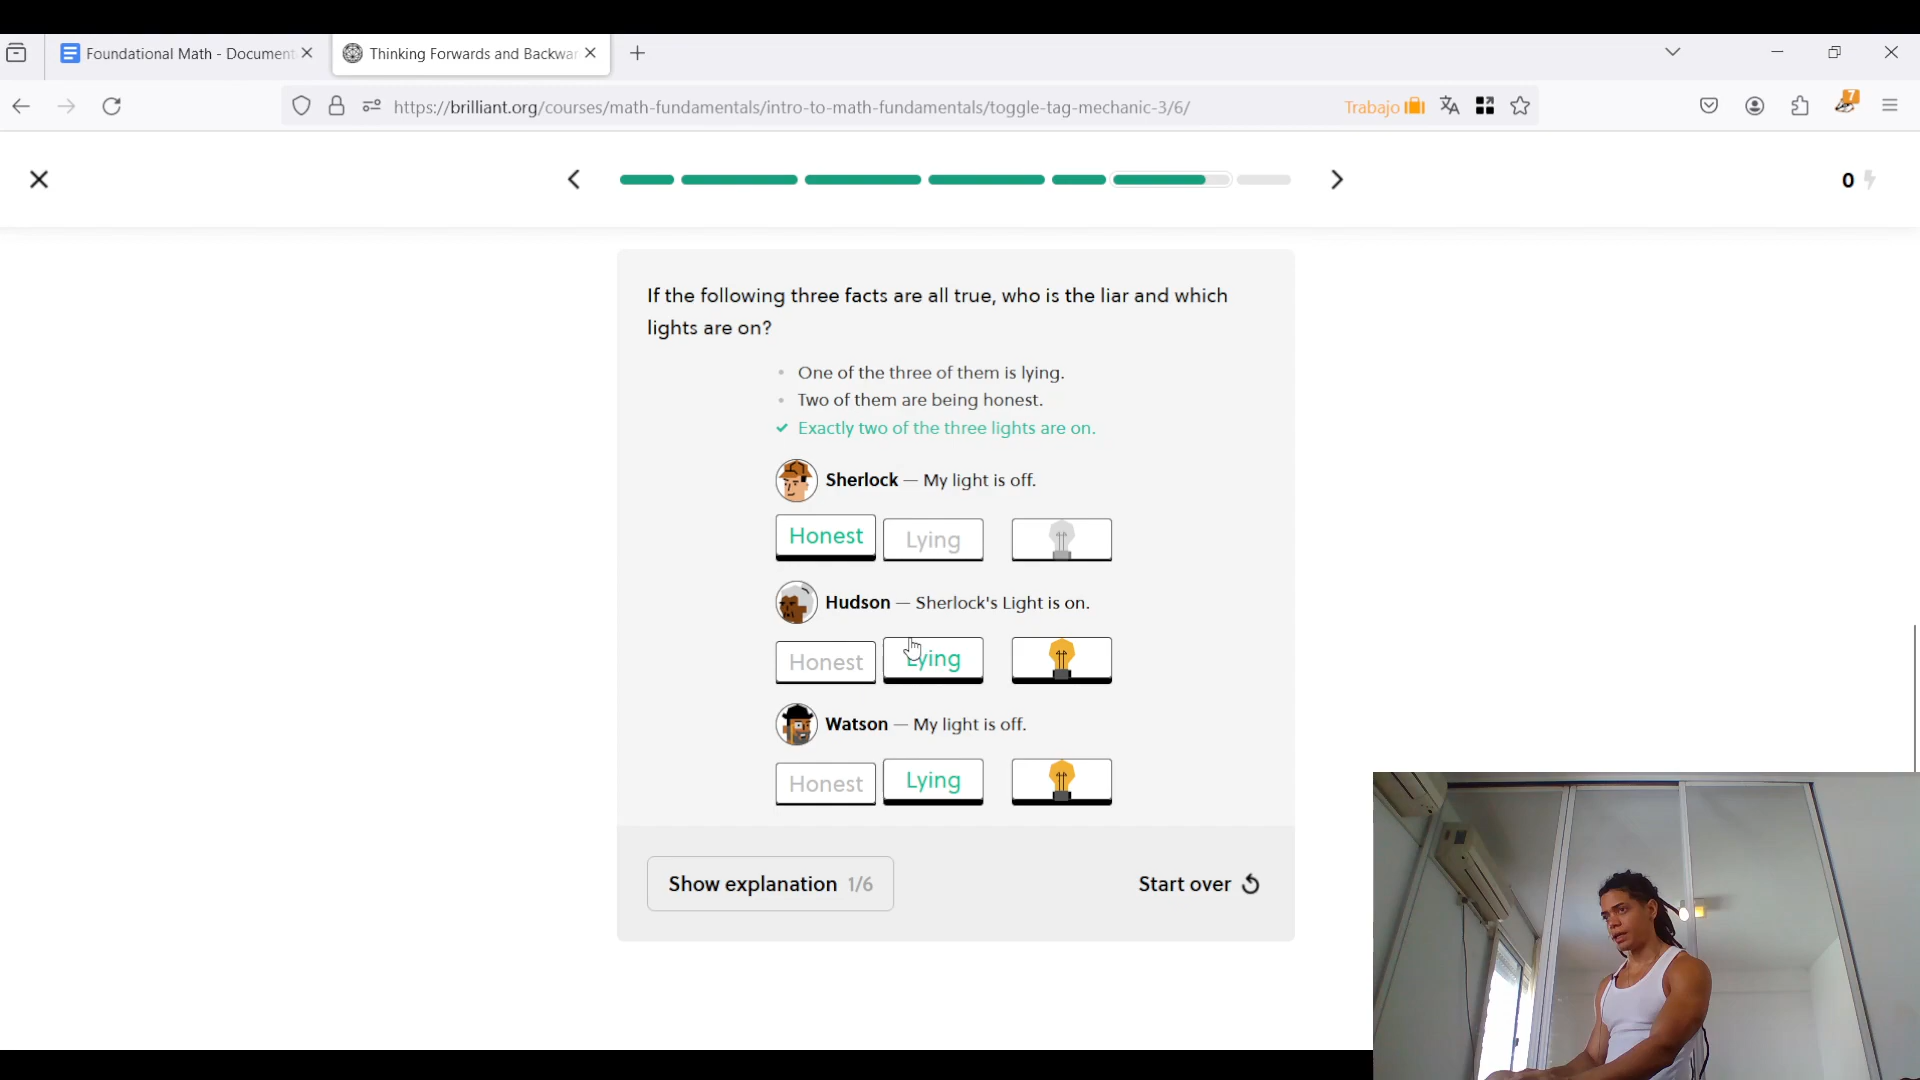 Foundational Math - Document
Thinking Forwards and Backwar
https://brilliant.org/courses/math-fundamentals/intro-to-math-fundamentals/toggle-tag-mechanic-3/6/
Trabajo
7
0
If the following three facts are all true, who is the liar and which
lights are on?
One of the three of them is lying.
Two of them are being honest.
Exactly two of the three lights are on.
Sherlock — My light is off.
Honest Lying
Hudson — Sherlock's Light is on.
Honest Lying
Watson — My light is off.
Honest Lying
Show explanation 1/6
Start over